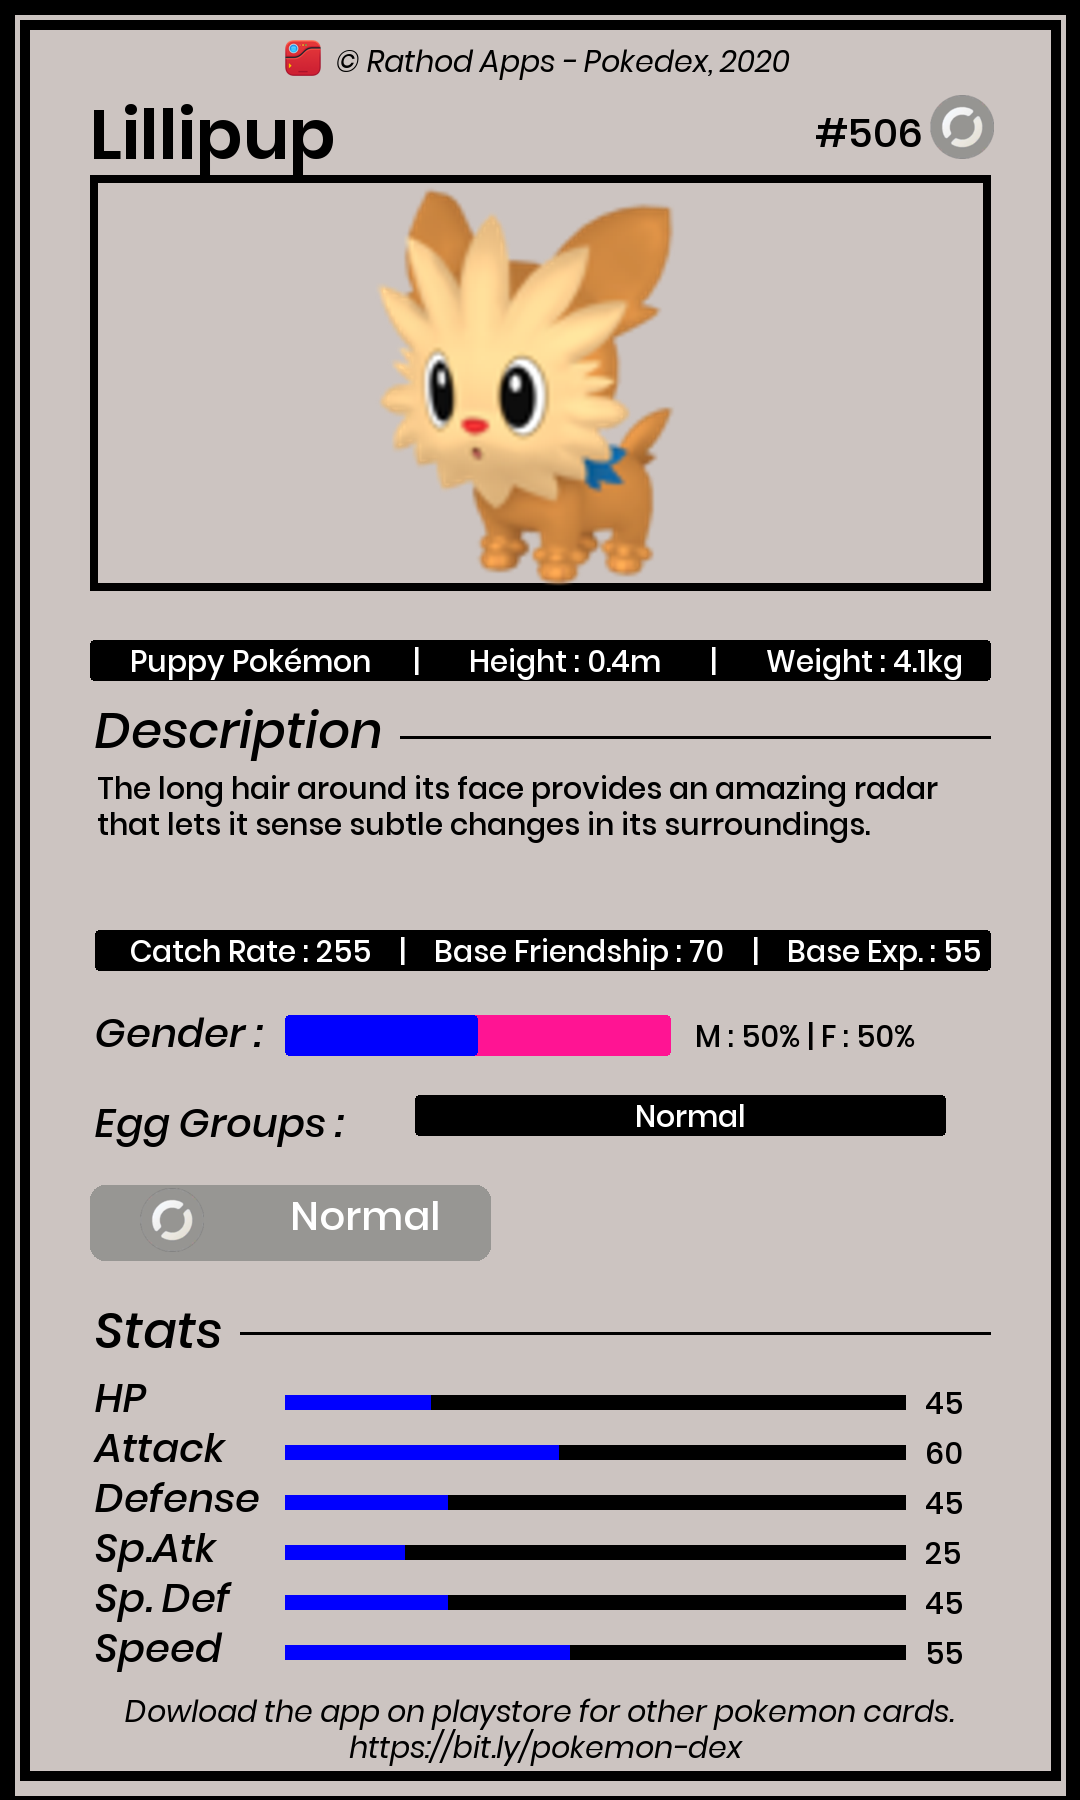 © Rathod Apps - Pokedex, 2020
Lillipup #506
Puppy Pokémon | Height : 0.4m | Weight : 4.1kg
Description
The long hair around its face provides an amazing radar
that lets it sense subtle changes in its surroundings.
Catch Rate : 255 | Base Friendship : 70 | Base Exp. : 55
Gender : M : 50% | F : 50%
Egg Groups : Normal
Normal
Stats
HP 45
Attack 60
Defense 45
Sp.Atk 25
Sp. Def 45
Speed 55
Dowload the app on playstore for other pokemon cards.
https://bit.ly/pokemon-dex